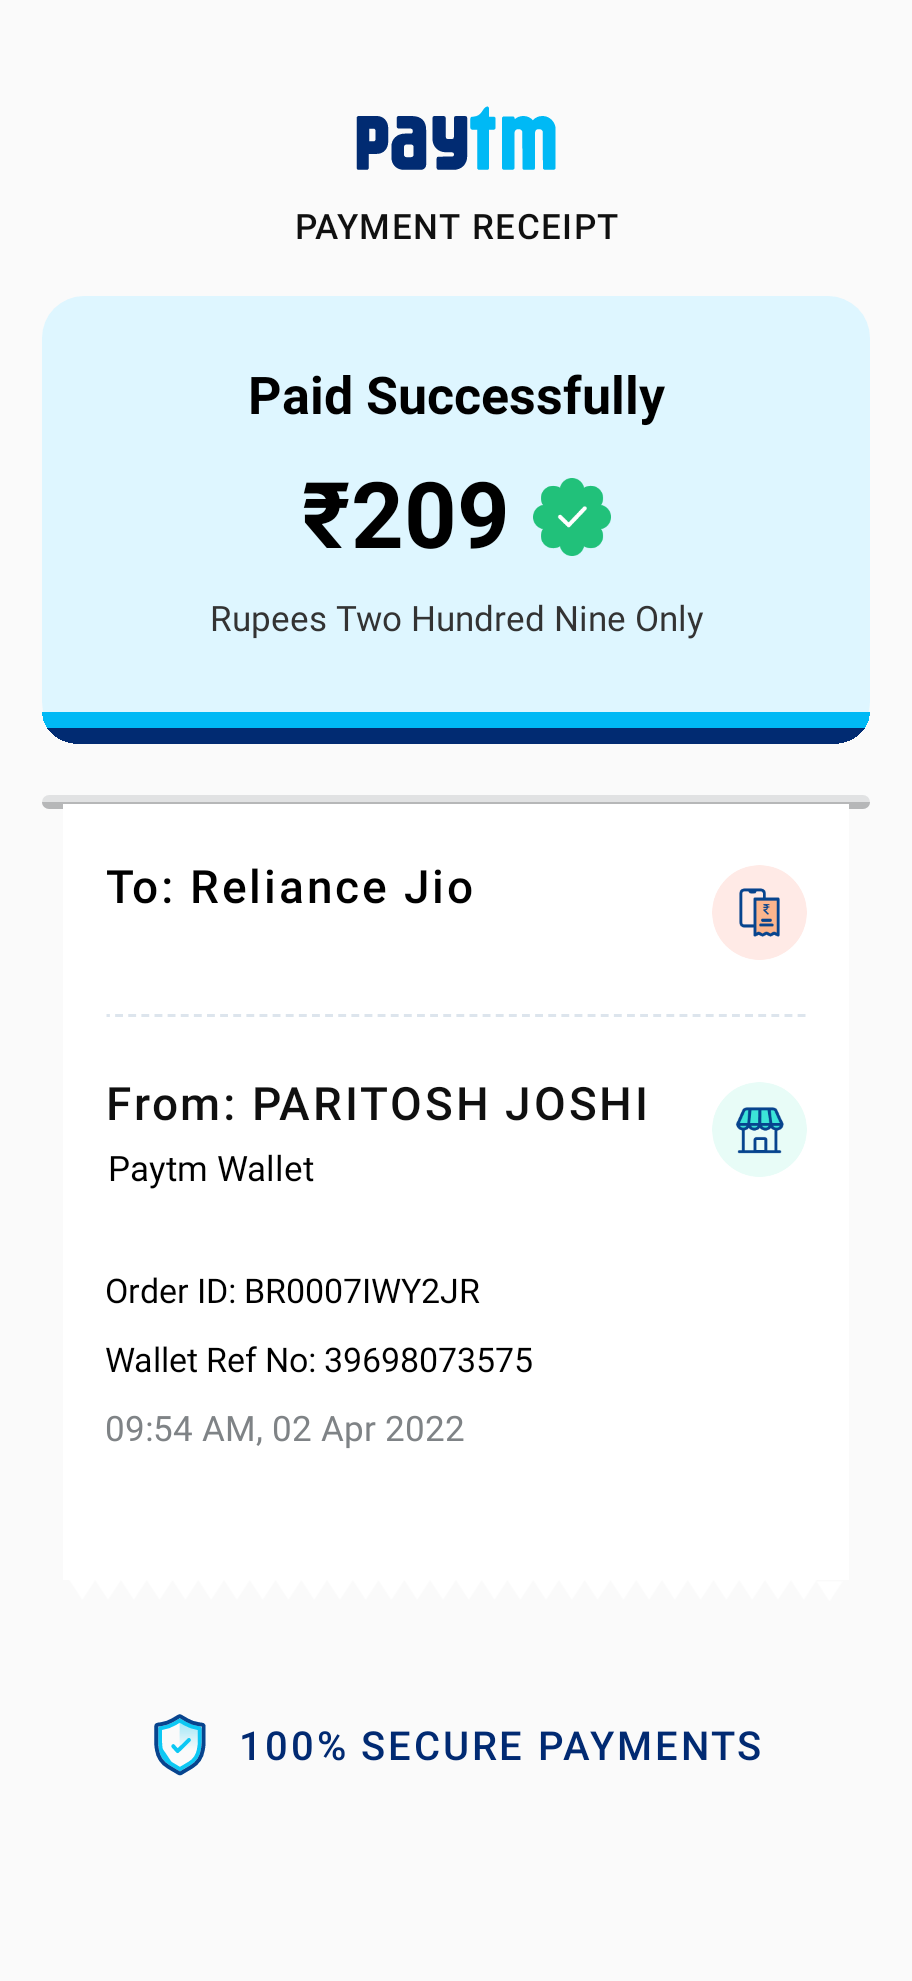 paytm
PAYMENT RECEIPT
Paid Successfully
₹209
Rupees Two Hundred Nine Only
To: Reliance Jio
₹
From: PARITOSH JOSHI
Paytm Wallet
Order ID: BR0007IWY2JR
Wallet Ref No: 39698073575
09:54 AM, 02 Apr 2022
100% SECURE PAYMENTS